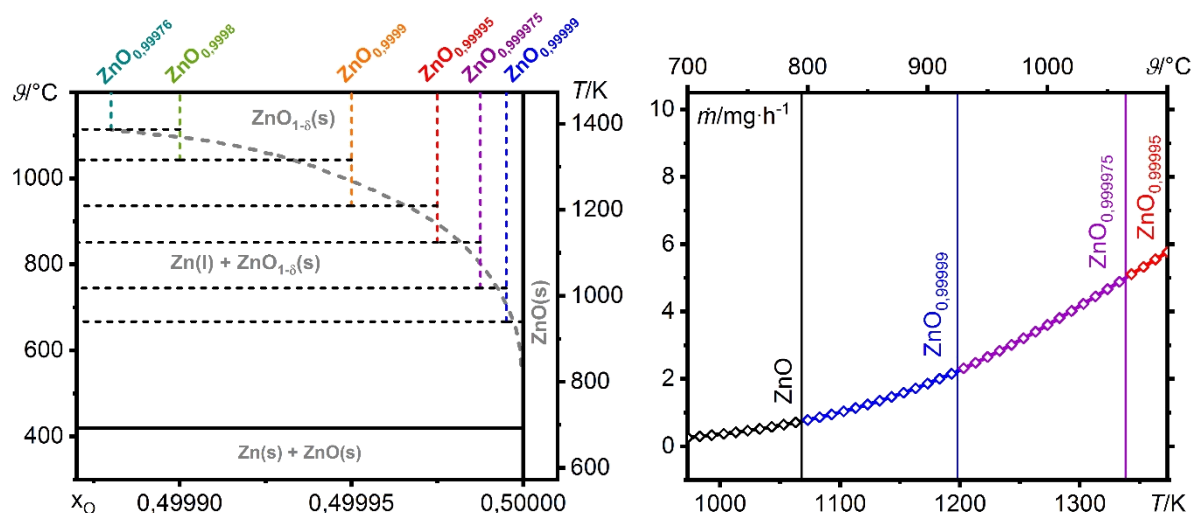 ZnO0,99976
ZnO0,9998
ZnO0,9999
ZnO0,99995
ZnO0,999975
ZnO0,99999
ϑ/°C
T/K
ZnO1-δ(s)
1400
1000
1200
Zn(l) + ZnO1-δ(s)
800
1000
ZnO(s)
600
800
400
Zn(s) + ZnO(s)
600
xO
0,49990
0,49995
0,50000
700
800
900
1000
ϑ/°C
10
ṁ/mg·h-1
8
6
4
2
0
ZnO
ZnO0,99999
ZnO0,999975
ZnO0,99995
1000
1100
1200
1300
T/K